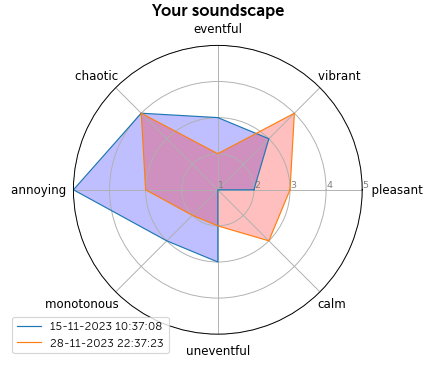 Your soundscape
eventful
chaotic
vibrant
annoying
1
2
3
4
5
pleasant
monotonous
calm
15-11-2023 10:37:08
28-11-2023 22:37:23
uneventful